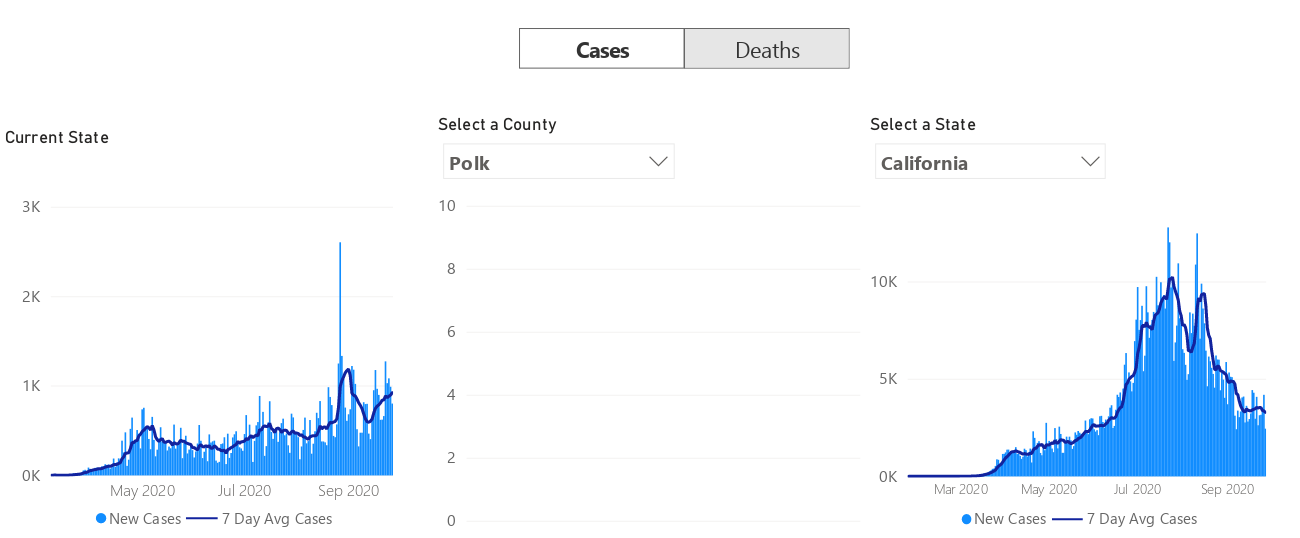 Cases Deaths
Current State
3K
2K
1K
0K
May 2020 Jul 2020 Sep 2020
New Cases 7 Day Avg Cases
Select a County
Polk
10
8
6
4
2
0
Select a State
California
10K
5K
0K
Mar 2020 May 2020 Jul 2020 Sep 2020
New Cases 7 Day Avg Cases